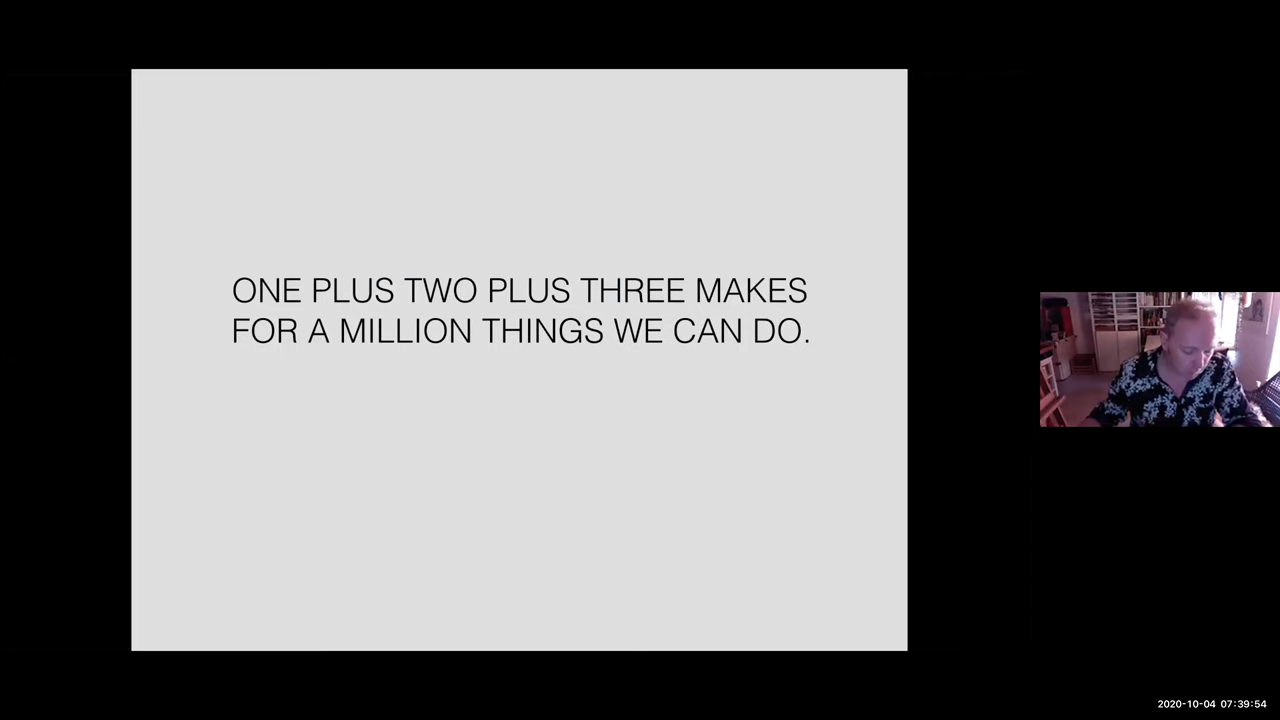 ONE PLUS TWO PLUS THREE MAKES
FOR A MILLION THINGS WE CAN DO.
2020-10-04 07:39:54